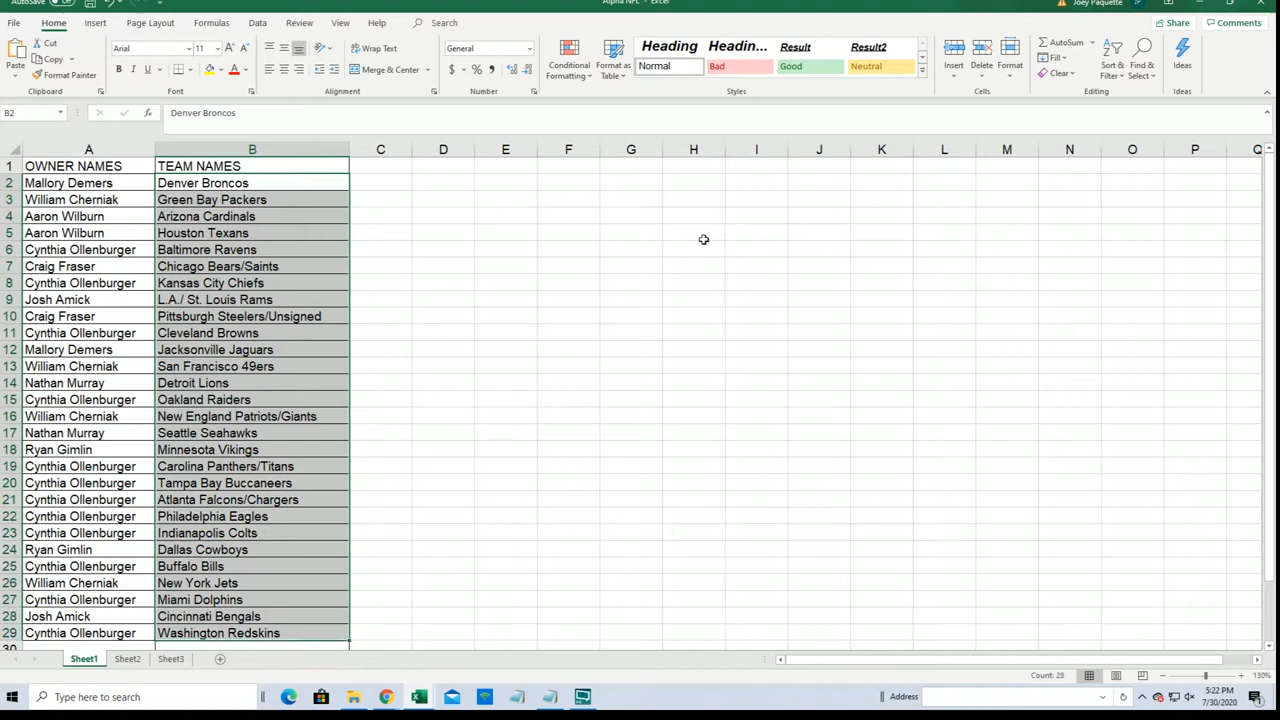 AutoSave Off Alpha NFL - Excel Joey Paquette JP
File Home Insert Page Layout Formulas Data Review View Help Search Share Comments
Cut Arial 11 A A Wrap Text General Heading Headin... Result Result2 AutoSum
Copy Fill
Paste Format Painter B I U A Merge & Center $ % 9 Conditional Formatting Format as Table Normal Bad Good Neutral Insert Delete Format Clear Sort & Filter Find & Select Ideas
Clipboard Font Alignment Number Styles Cells Editing Ideas
B2 fx Denver Broncos
A B C D E F G H I J K L M N O P Q
1 OWNER NAMES TEAM NAMES
2 Mallory Demers Denver Broncos
3 William Cherniak Green Bay Packers
4 Aaron Wilburn Arizona Cardinals
5 Aaron Wilburn Houston Texans
6 Cynthia Ollenburger Baltimore Ravens
7 Craig Fraser Chicago Bears/Saints
8 Cynthia Ollenburger Kansas City Chiefs
9 Josh Amick L.A./ St. Louis Rams
10 Craig Fraser Pittsburgh Steelers/Unsigned
11 Cynthia Ollenburger Cleveland Browns
12 Mallory Demers Jacksonville Jaguars
13 William Cherniak San Francisco 49ers
14 Nathan Murray Detroit Lions
15 Cynthia Ollenburger Oakland Raiders
16 William Cherniak New England Patriots/Giants
17 Nathan Murray Seattle Seahawks
18 Ryan Gimlin Minnesota Vikings
19 Cynthia Ollenburger Carolina Panthers/Titans
20 Cynthia Ollenburger Tampa Bay Buccaneers
21 Cynthia Ollenburger Atlanta Falcons/Chargers
22 Cynthia Ollenburger Philadelphia Eagles
23 Cynthia Ollenburger Indianapolis Colts
24 Ryan Gimlin Dallas Cowboys
25 Cynthia Ollenburger Buffalo Bills
26 William Cherniak New York Jets
27 Cynthia Ollenburger Miami Dolphins
28 Josh Amick Cincinnati Bengals
29 Cynthia Ollenburger Washington Redskins
30
Sheet1 Sheet2 Sheet3
Count: 28 130%
Type here to search Address 5:22 PM
7/30/2020